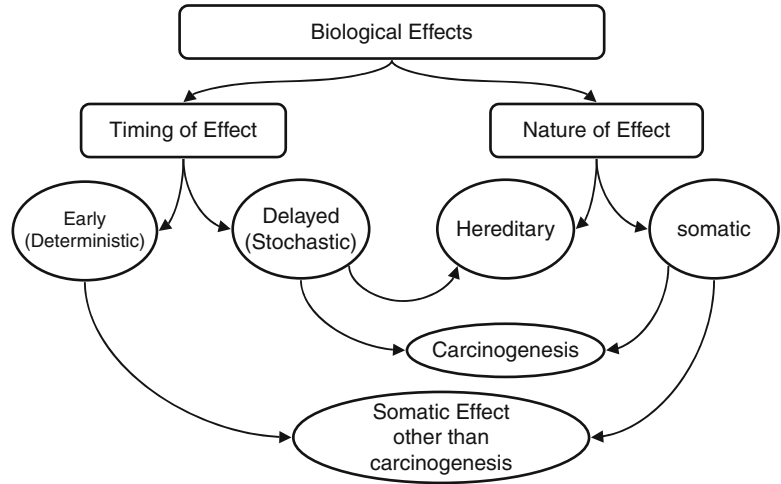 Biological Effects
Timing of Effect
Nature of Effect
Early
(Deterministic)
Delayed
(Stochastic)
Hereditary
somatic
Carcinogenesis
Somatic Effect
other than
carcinogenesis